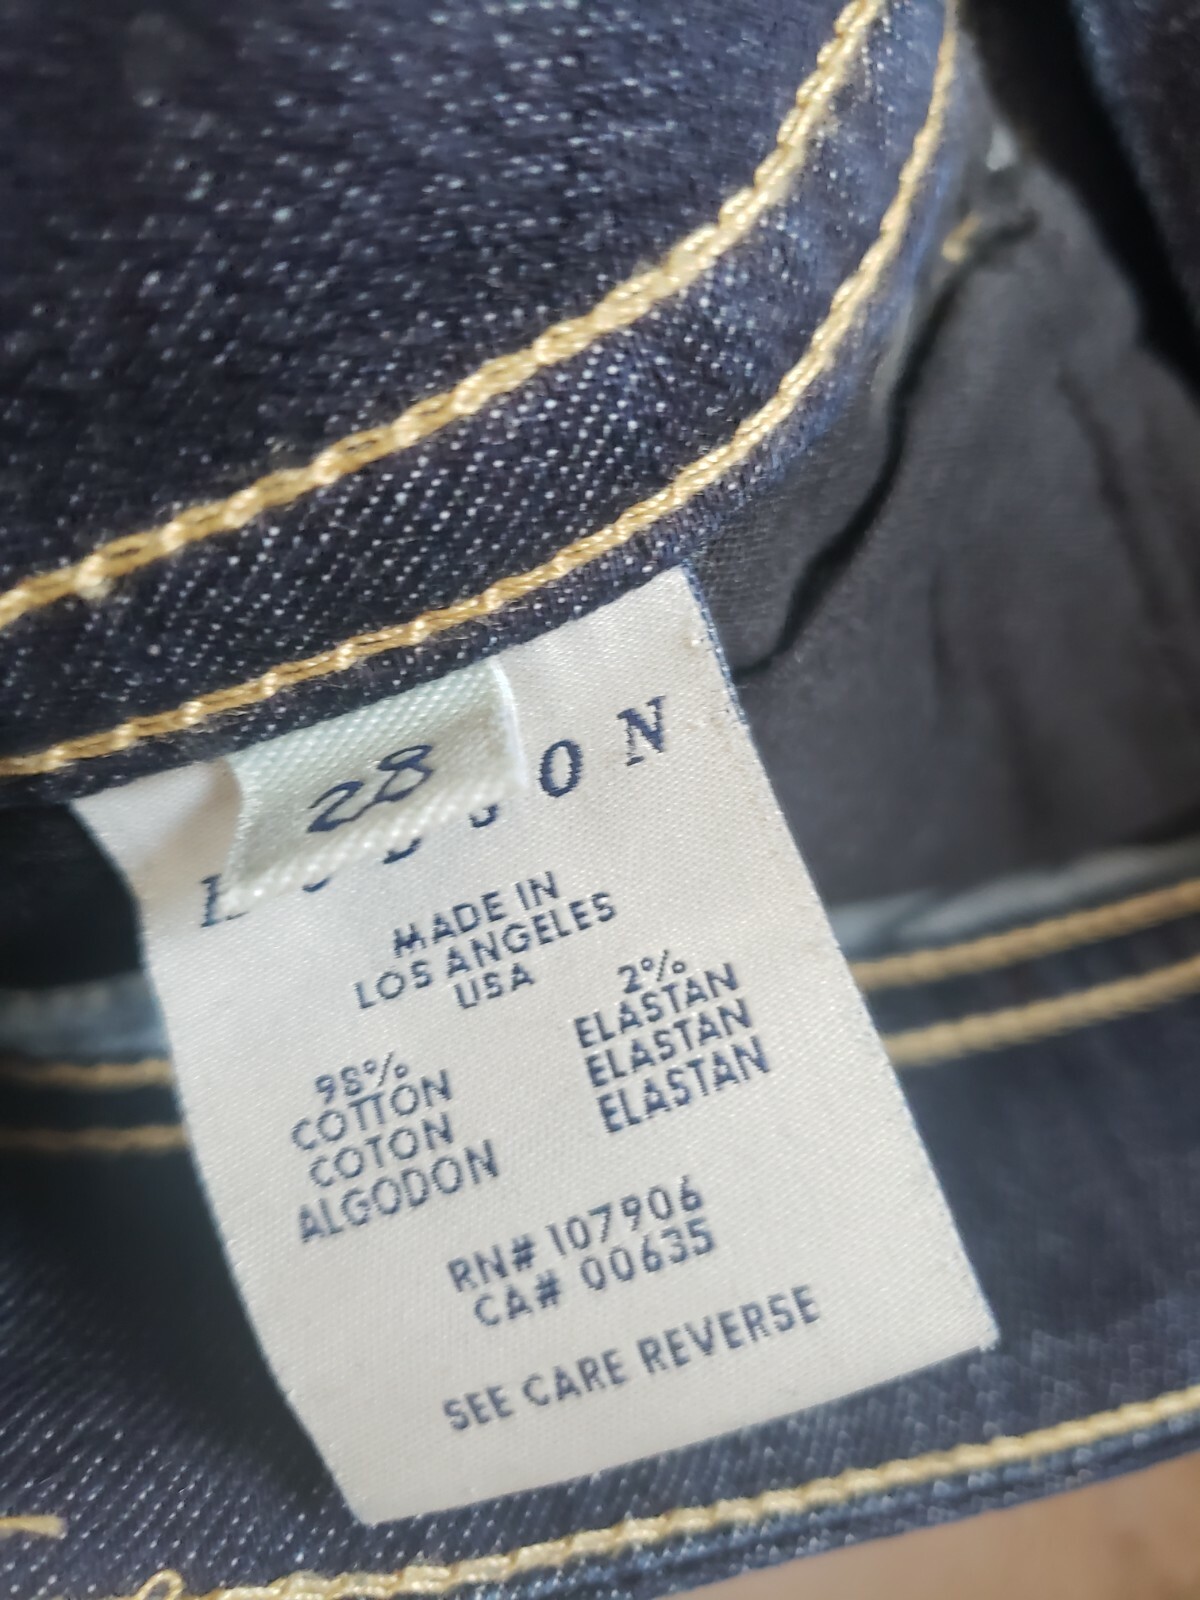 28
ON
MADE IN
LOS ANGELES
USA
98%
COTTON
COTON
ALGODON
2%
ELASTAN
ELASTAN
ELASTAN
RN# 107906
CA# 00635
SEE CARE REVERSE